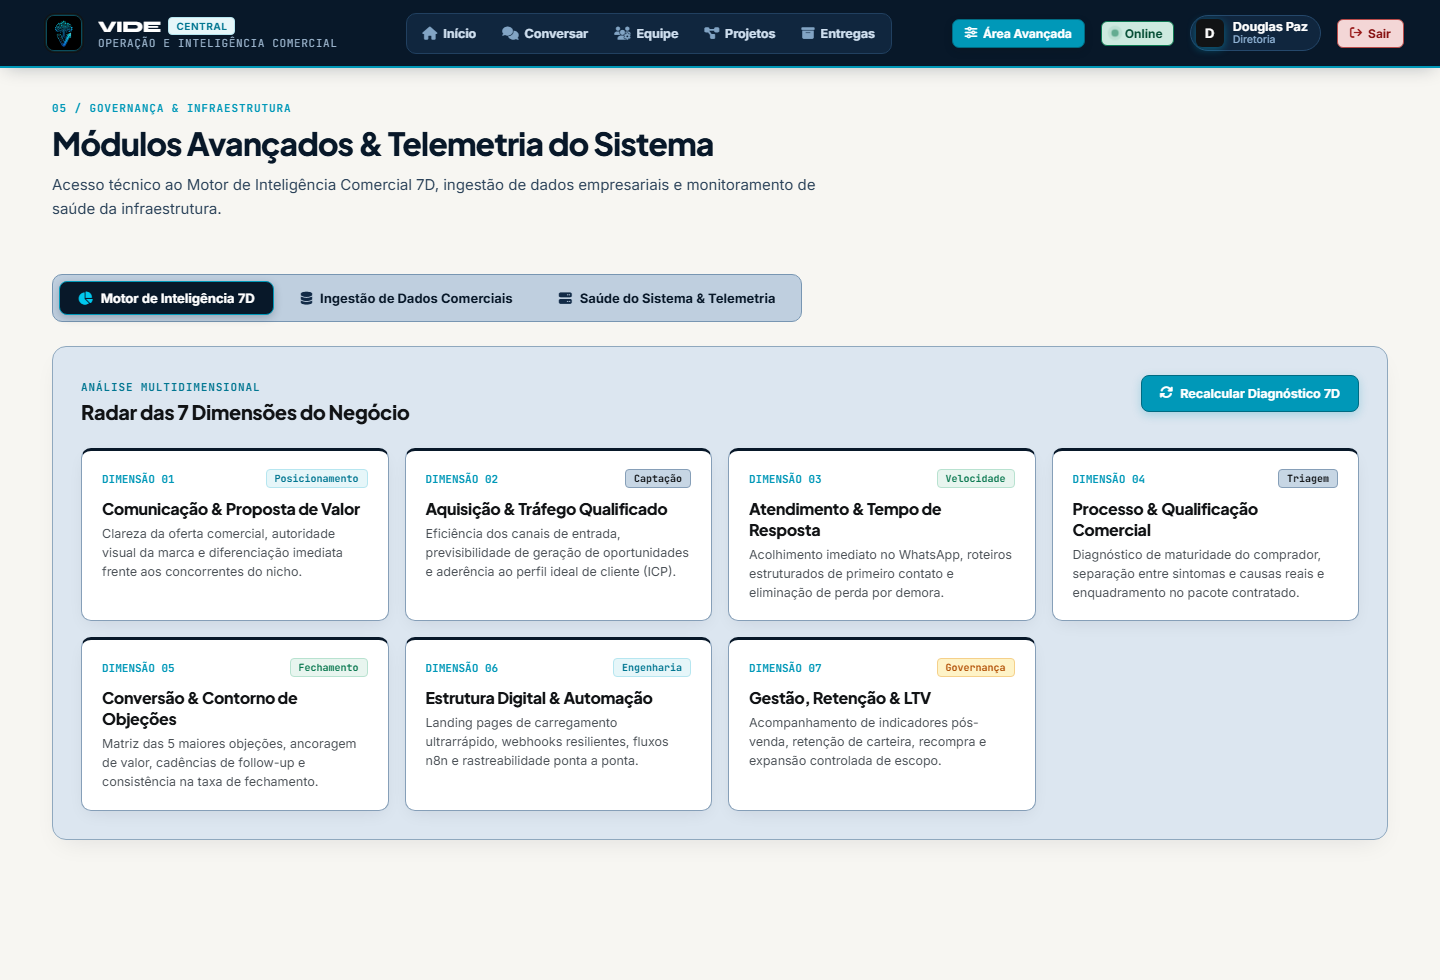 VIDE CENTRAL
OPERAÇÃO E INTELIGÊNCIA COMERCIAL
Início Conversar Equipe Projetos Entregas
Área Avançada
Online
D
Douglas Paz
Diretoria
Sair
05 / GOVERNANÇA & INFRAESTRUTURA
Módulos Avançados & Telemetria do Sistema
Acesso técnico ao Motor de Inteligência Comercial 7D, ingestão de dados empresariais e monitoramento de
saúde da infraestrutura.
Motor de Inteligência 7D Ingestão de Dados Comerciais Saúde do Sistema & Telemetria
ANÁLISE MULTIDIMENSIONAL
Radar das 7 Dimensões do Negócio
Recalcular Diagnóstico 7D
DIMENSÃO 01 Posicionamento
Comunicação & Proposta de Valor
Clareza da oferta comercial, autoridade
visual da marca e diferenciação imediata
frente aos concorrentes do nicho.
DIMENSÃO 02 Captação
Aquisição & Tráfego Qualificado
Eficiência dos canais de entrada,
previsibilidade de geração de oportunidades
e aderência ao perfil ideal de cliente (ICP).
DIMENSÃO 03 Velocidade
Atendimento & Tempo de
Resposta
Acolhimento imediato no WhatsApp, roteiros
estruturados de primeiro contato e
eliminação de perda por demora.
DIMENSÃO 04 Triagem
Processo & Qualificação
Comercial
Diagnóstico de maturidade do comprador,
separação entre sintomas e causas reais e
enquadramento no pacote contratado.
DIMENSÃO 05 Fechamento
Conversão & Contorno de
Objeções
Matriz das 5 maiores objeções, ancoragem
de valor, cadências de follow-up e
consistência na taxa de fechamento.
DIMENSÃO 06 Engenharia
Estrutura Digital & Automação
Landing pages de carregamento
ultrarrápido, webhooks resilientes, fluxos
n8n e rastreabilidade ponta a ponta.
DIMENSÃO 07 Governança
Gestão, Retenção & LTV
Acompanhamento de indicadores pós-
venda, retenção de carteira, recompra e
expansão controlada de escopo.